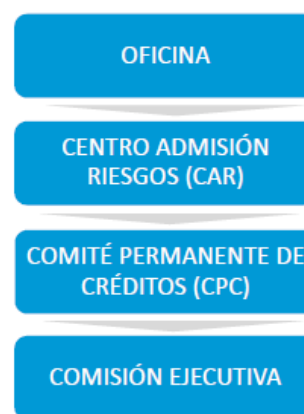 OFICINA
CENTRO ADMISIÓN
RIESGOS (CAR)
COMITÉ PERMANENTE DE
CRÉDITOS (CPC)
COMISIÓN EJECUTIVA